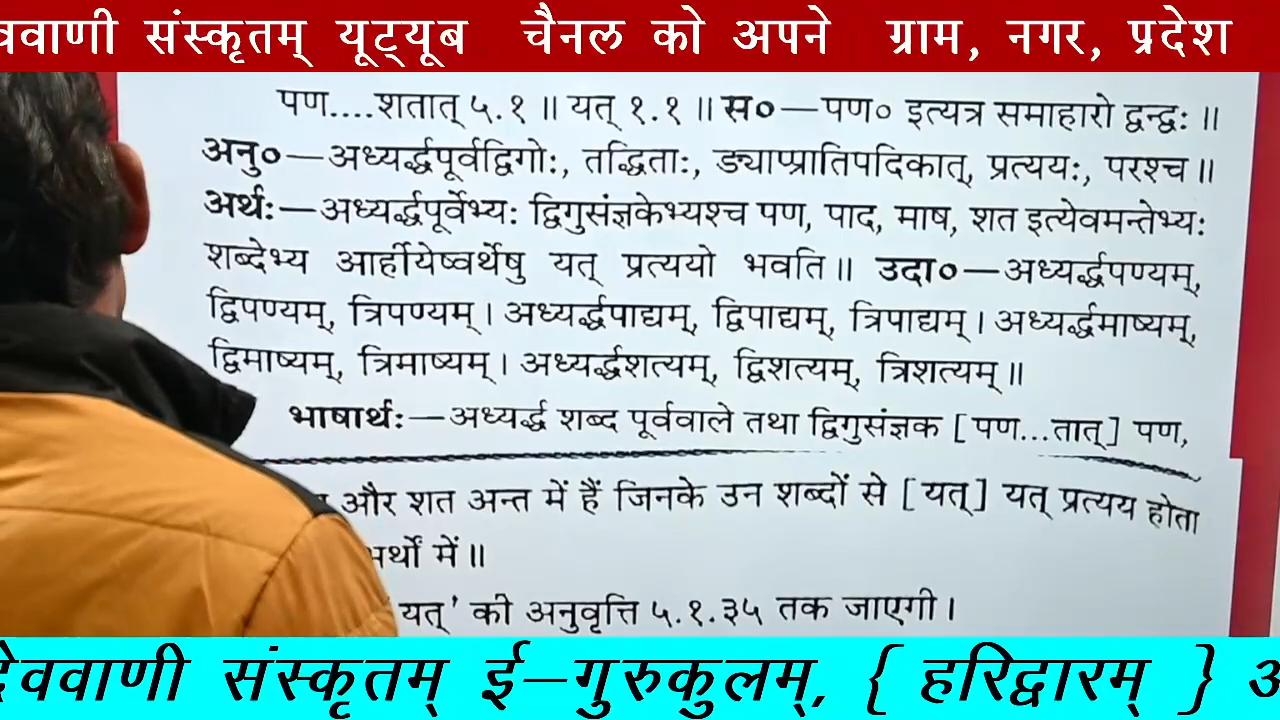 ववाणी संस्कृतम् यूट्यूब चैनल को अपने ग्राम, नगर, प्रदेश
पण....शतात् ५.१ ॥ यत् १.१ ॥ स०—पण० इत्यत्र समाहारो द्वन्द्वः ॥
अनु०—अध्यर्द्धपूर्वद्विगोः, तद्धिताः, ङ्याप्प्रातिपदिकात्, प्रत्ययः, परश्च ॥
अर्थः—अध्यर्द्धपूर्वेभ्यः द्विगुसंज्ञकेभ्यश्च पण, पाद, माष, शत इत्येवमन्तेभ्यः
शब्देभ्य आर्हीयेष्वर्थेषु यत् प्रत्ययो भवति ॥ उदा०—अध्यर्द्धपण्यम्,
द्विपण्यम्, त्रिपण्यम् । अध्यर्द्धपाद्यम्, द्विपाद्यम्, त्रिपाद्यम् । अध्यर्द्धमाष्यम्,
द्विमाष्यम्, त्रिमाष्यम् । अध्यर्द्धशत्यम्, द्विशत्यम्, त्रिशत्यम् ॥
भाषार्थः—अध्यर्द्ध शब्द पूर्ववाले तथा द्विगुसंज्ञक [पण...तात्] पण,
और शत अन्त में हैं जिनके उन शब्दों से [यत्] यत् प्रत्यय होता
में ॥
यत्' की अनुवृत्ति ५.१.३५ तक जाएगी ।
देववाणी संस्कृतम् ई-गुरुकुलम्, { हरिद्वारम् }